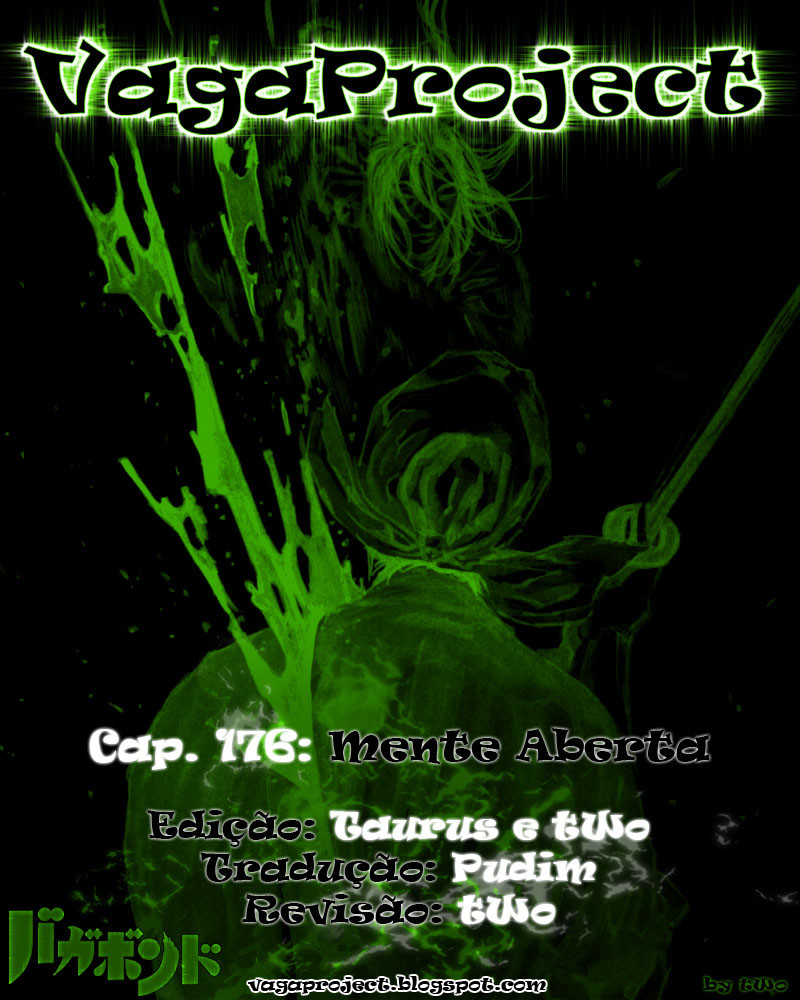 VagaProject
Cap. 176: Mente Aberta
Edição: Taurus e tWo
Tradução: Pudim
Revisão: tWo
バガボンド
vagaproject.blogspot.com
by tWo